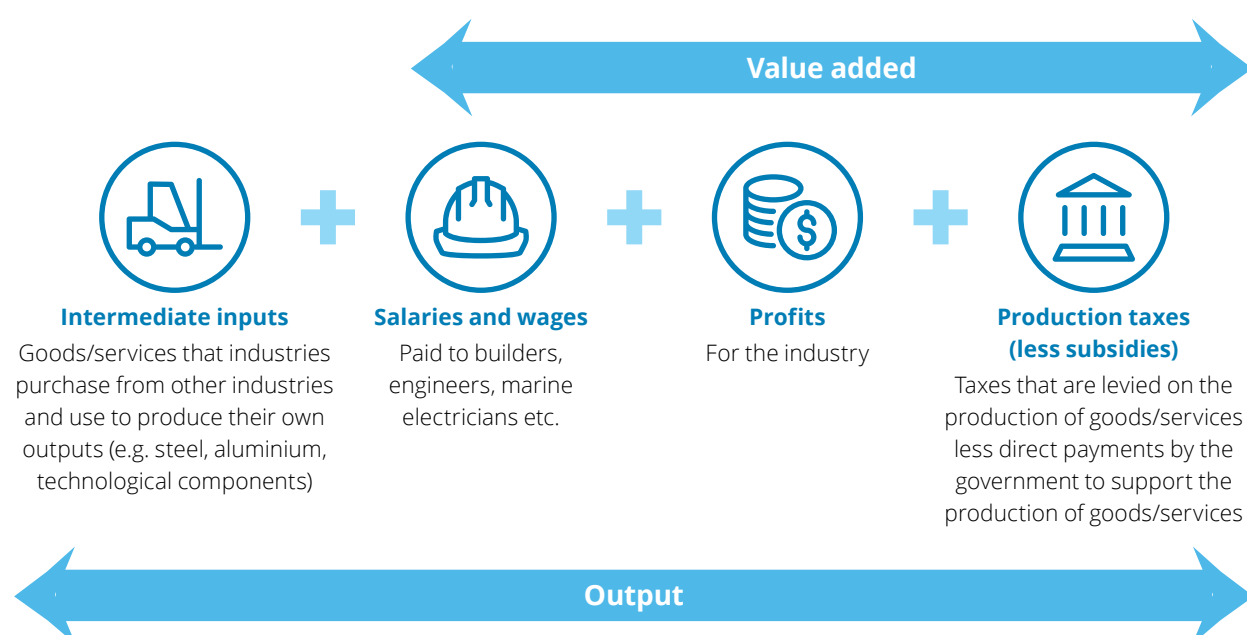 Value added
Intermediate inputs
Goods/services that industries
purchase from other industries
and use to produce their own
outputs (e.g. steel, aluminium,
technological components)
Salaries and wages
Paid to builders,
engineers, marine
electricians etc.
Profits
For the industry
Production taxes
(less subsidies)
Taxes that are levied on the
production of goods/services
less direct payments by the
government to support the
production of goods/services
Output